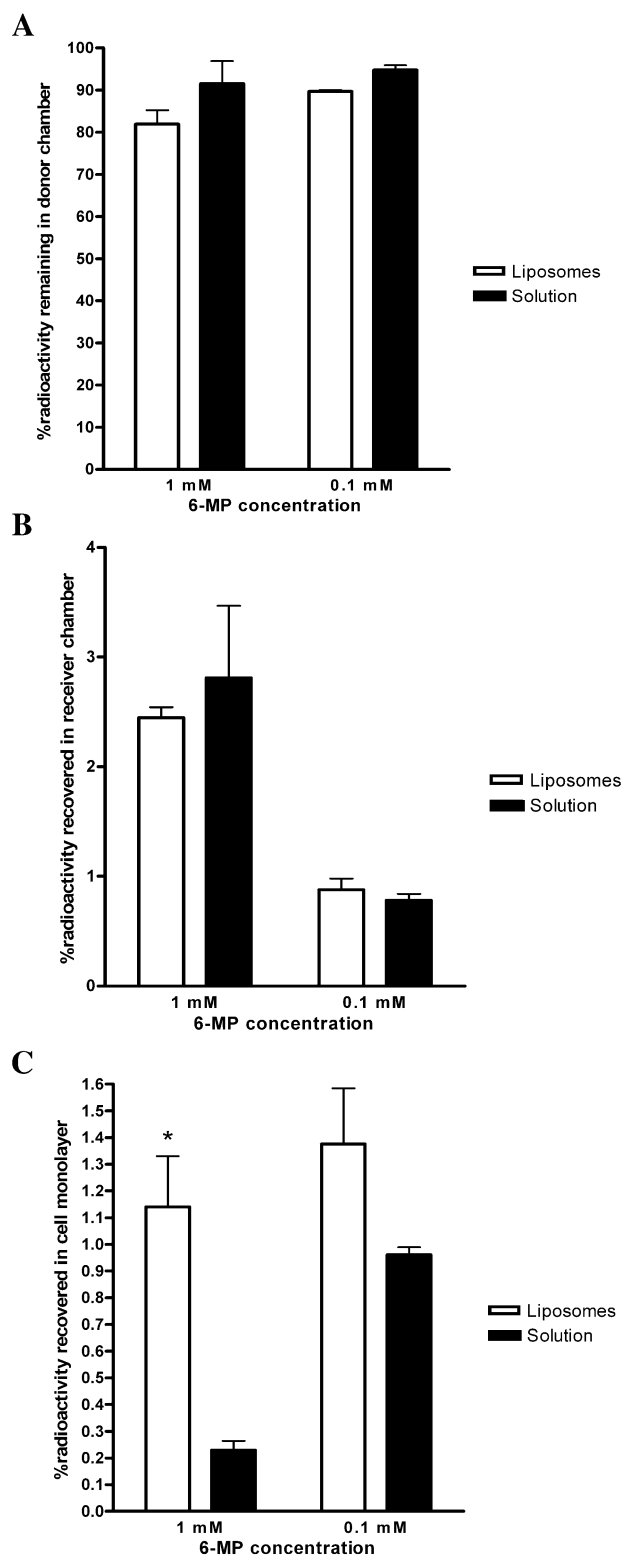 A
%radioactivity remaining in donor chamber
100
90
80
70
60
50
40
30
20
10
0
1 mM
0.1 mM
6-MP concentration
Liposomes
Solution
B
%radioactivity recovered in receiver chamber
4
3
2
1
0
1 mM
0.1 mM
6-MP concentration
Liposomes
Solution
C
%radioactivity recovered in cell monolayer
1.6
1.5
1.4
1.3
1.2
1.1
1.0
0.9
0.8
0.7
0.6
0.5
0.4
0.3
0.2
0.1
0.0
*
1 mM
0.1 mM
6-MP concentration
Liposomes
Solution